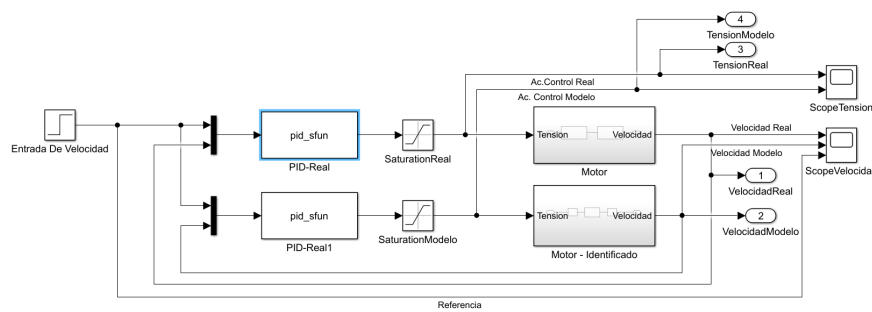 4
TensionModelo
3
TensionReal
Ac.Control Real
Ac. Control Modelo
ScopeTension
Entrada De Velocidad
pid_sfun
PID-Real
SaturationReal
Tension
Velocidad
Motor
Velocidad Real
Velocidad Modelo
ScopeVelocida
1
VelocidadReal
pid_sfun
PID-Real1
SaturationModelo
Tension
Velocidad
Motor - Identificado
2
VelocidadModelo
Referencia